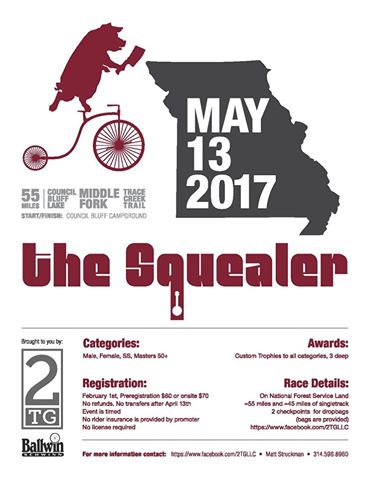 MAY
13
2017
55 MILES
COUNCIL BLUFF LAKE
MIDDLE FORK
TRACE CREEK TRAIL
START/FINISH: COUNCIL BLUFF CAMPGROUND
the Squealer
Brought to you by:
2
TG
Ballwin
SCHWINN
Categories:
Male, Female, SS, Masters 50+
Registration:
February 1st, Preregistration $60 or onsite $70
No refunds. No transfers after April 13th
Event is timed
No rider insurance is provided by promoter
No license required
Awards:
Custom Trophies to all categories, 3 deep
Race Details:
On National Forest Service Land
~55 miles and ~45 miles of singletrack
2 checkpoints for dropbags
(bags are provided)
https://www.facebook.com/2TGLLC
For more information contact: https://www.facebook.com/2TGLLC • Matt Struckman • 314.598.8960